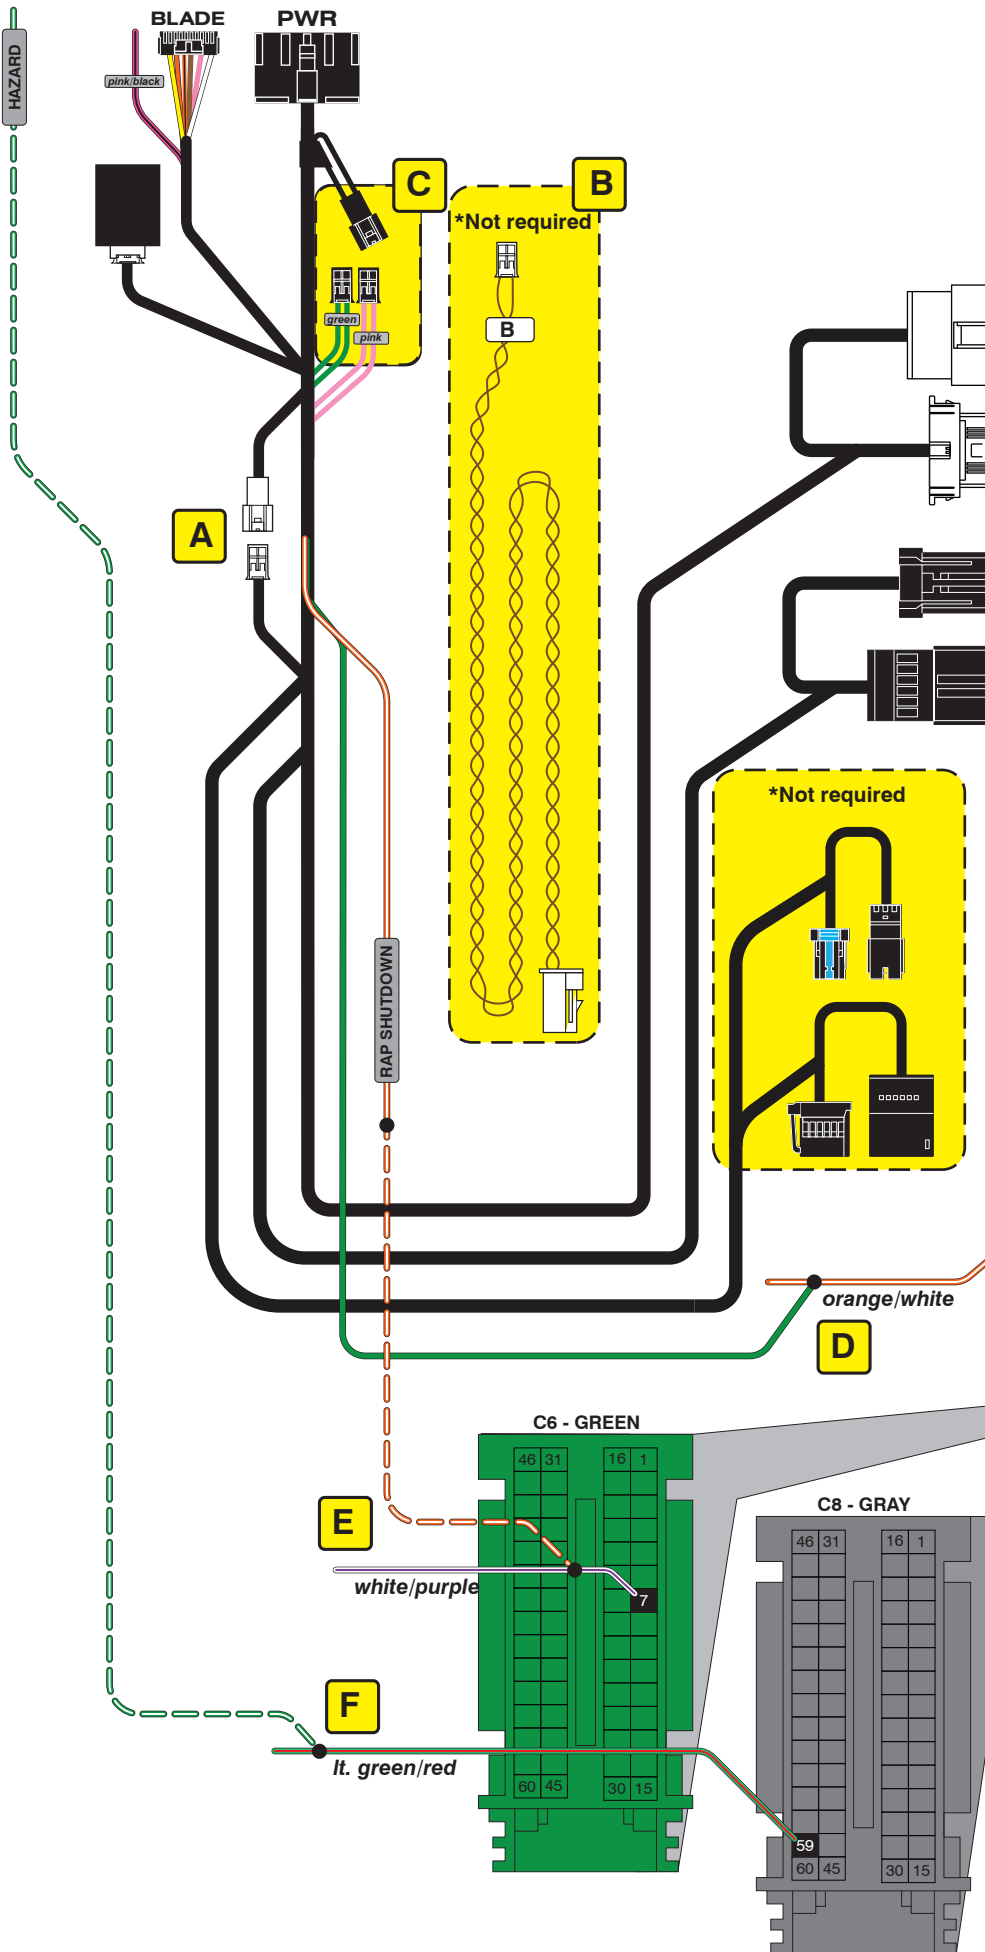 BLADE
PWR
HAZARD
pink/black
C
B
*Not required
green
pink
B
A
*Not required
RAP SHUTDOWN
orange/white
D
C6 - GREEN
46 31 16 1
C8 - GRAY
E
46 31 16 1
white/purple
7
F
lt. green/red
60 45 30 15
59
60 45 30 15